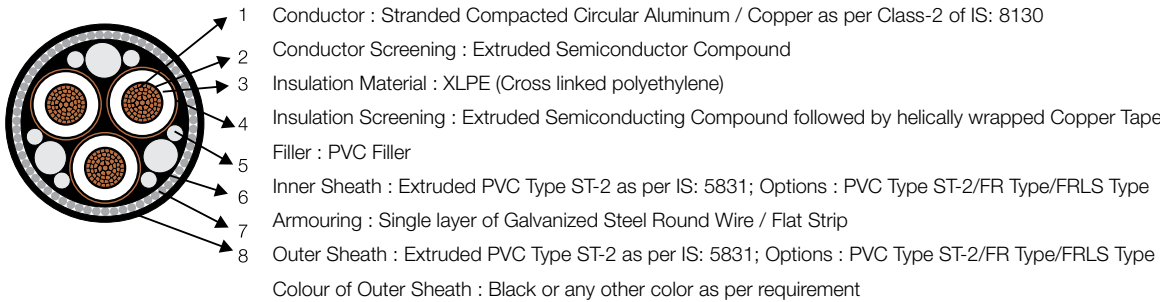 1 Conductor : Stranded Compacted Circular Aluminum / Copper as per Class-2 of IS: 8130
2 Conductor Screening : Extruded Semiconductor Compound
3 Insulation Material : XLPE (Cross linked polyethylene)
4 Insulation Screening : Extruded Semiconducting Compound followed by helically wrapped Copper Tape
5 Filler : PVC Filler
6 Inner Sheath : Extruded PVC Type ST-2 as per IS: 5831; Options : PVC Type ST-2/FR Type/FRLS Type
7 Armouring : Single layer of Galvanized Steel Round Wire / Flat Strip
8 Outer Sheath : Extruded PVC Type ST-2 as per IS: 5831; Options : PVC Type ST-2/FR Type/FRLS Type
Colour of Outer Sheath : Black or any other color as per requirement